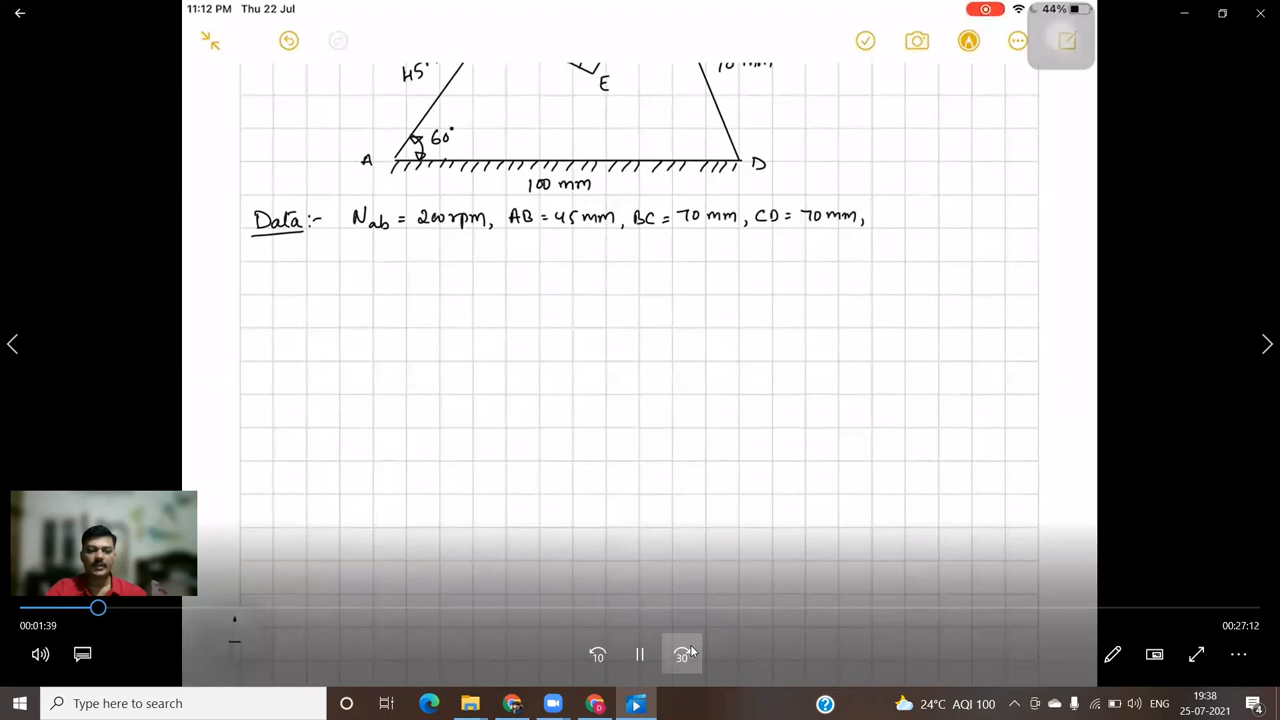 11:12 PM Thu 22 Jul
44%
45°
E
60°
A
D
100 mm
Data:- Nab = 200 rpm, AB = 45 mm, BC = 70 mm, CD = 70 mm,
00:01:39
00:27:12
10
30
Type here to search
24°C AQI 100
ENG
19:38
25-07-2021
4